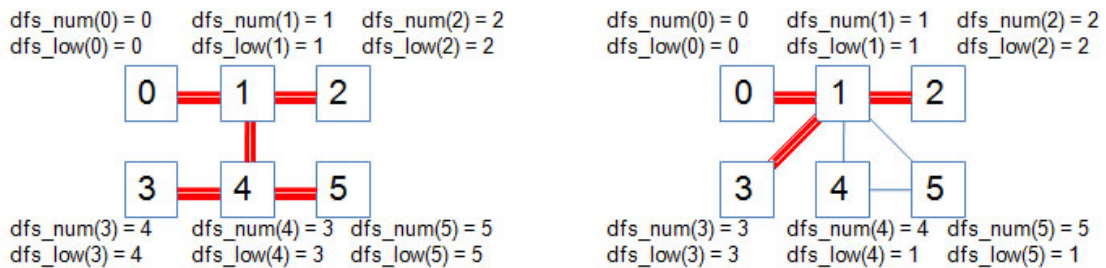 dfs_num(0) = 0 dfs_num(1) = 1 dfs_num(2) = 2
dfs_low(0) = 0 dfs_low(1) = 1 dfs_low(2) = 2
0 1 2
3 4 5
dfs_num(3) = 4 dfs_num(4) = 3 dfs_num(5) = 5
dfs_low(3) = 4 dfs_low(4) = 3 dfs_low(5) = 5
dfs_num(0) = 0 dfs_num(1) = 1 dfs_num(2) = 2
dfs_low(0) = 0 dfs_low(1) = 1 dfs_low(2) = 2
0 1 2
3 4 5
dfs_num(3) = 3 dfs_num(4) = 4 dfs_num(5) = 5
dfs_low(3) = 3 dfs_low(4) = 1 dfs_low(5) = 1